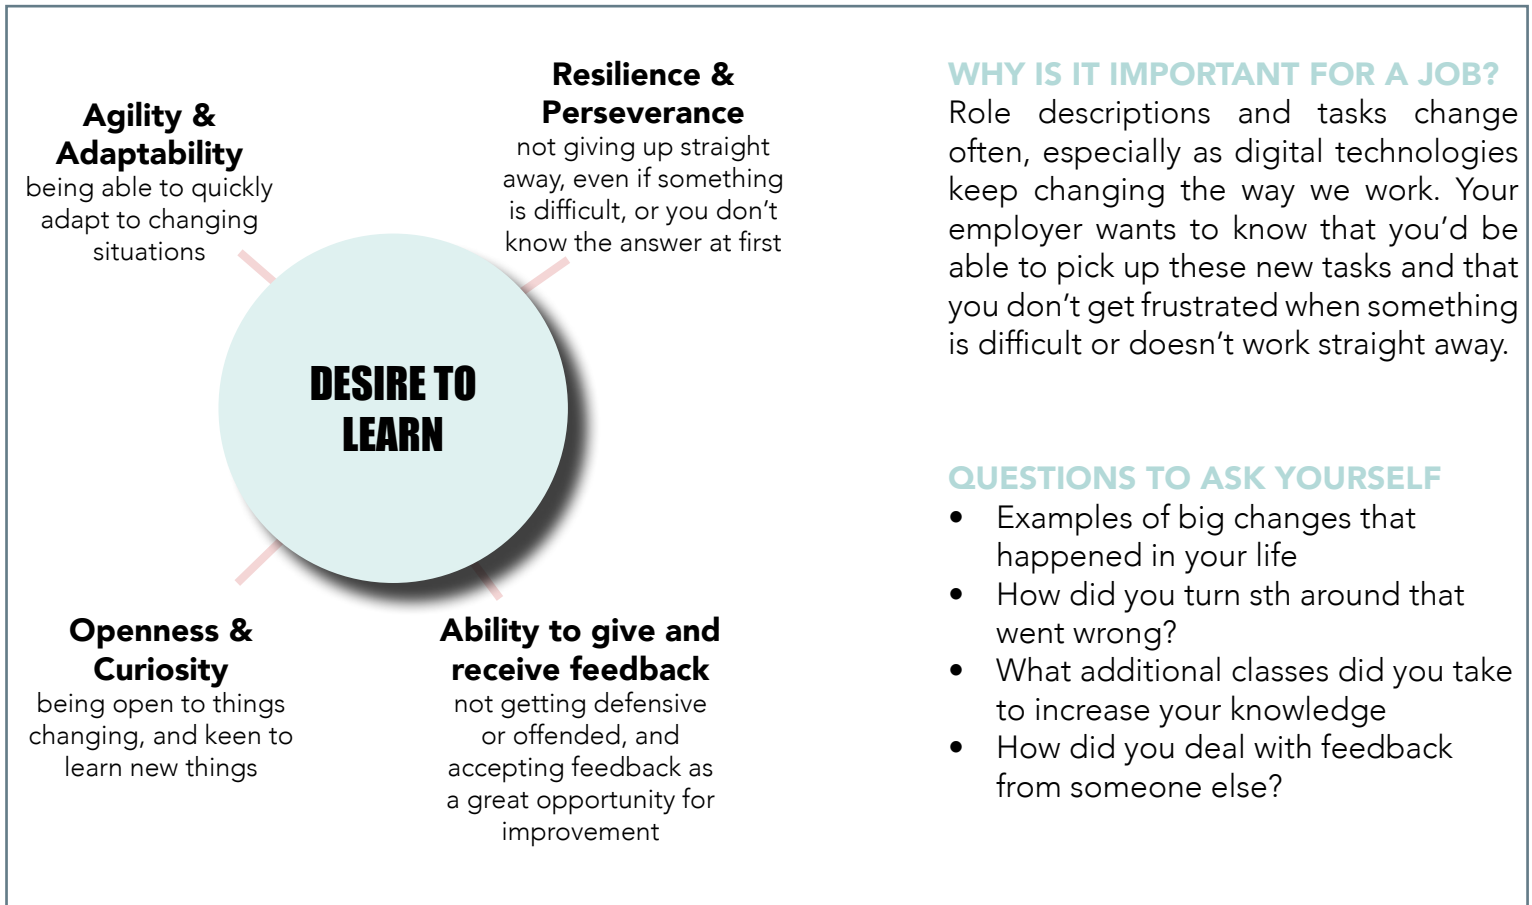 Agility &
Adaptability
being able to quickly
adapt to changing
situations
Resilience &
Perseverance
not giving up straight
away, even if something
is difficult, or you don't
know the answer at first
DESIRE TO
LEARN
Openness &
Curiosity
being open to things
changing, and keen to
learn new things
Ability to give and
receive feedback
not getting defensive
or offended, and
accepting feedback as
a great opportunity for
improvement
WHY IS IT IMPORTANT FOR A JOB?
Role descriptions and tasks change
often, especially as digital technologies
keep changing the way we work. Your
employer wants to know that you'd be
able to pick up these new tasks and that
you don't get frustrated when something
is difficult or doesn't work straight away.
QUESTIONS TO ASK YOURSELF
• Examples of big changes that
happened in your life
• How did you turn sth around that
went wrong?
• What additional classes did you take
to increase your knowledge
• How did you deal with feedback
from someone else?